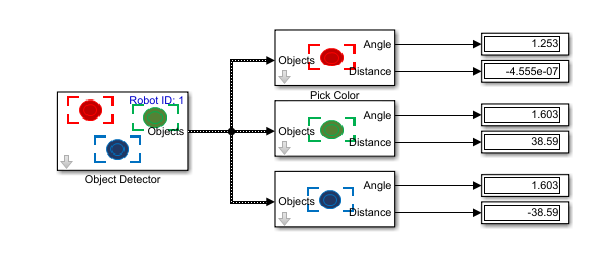 Robot ID: 1
Objects
Object Detector
Objects
Angle
Distance
1.253
-4.555e-07
Pick Color
Objects
Angle
Distance
1.603
38.59
Objects
Angle
Distance
1.603
-38.59